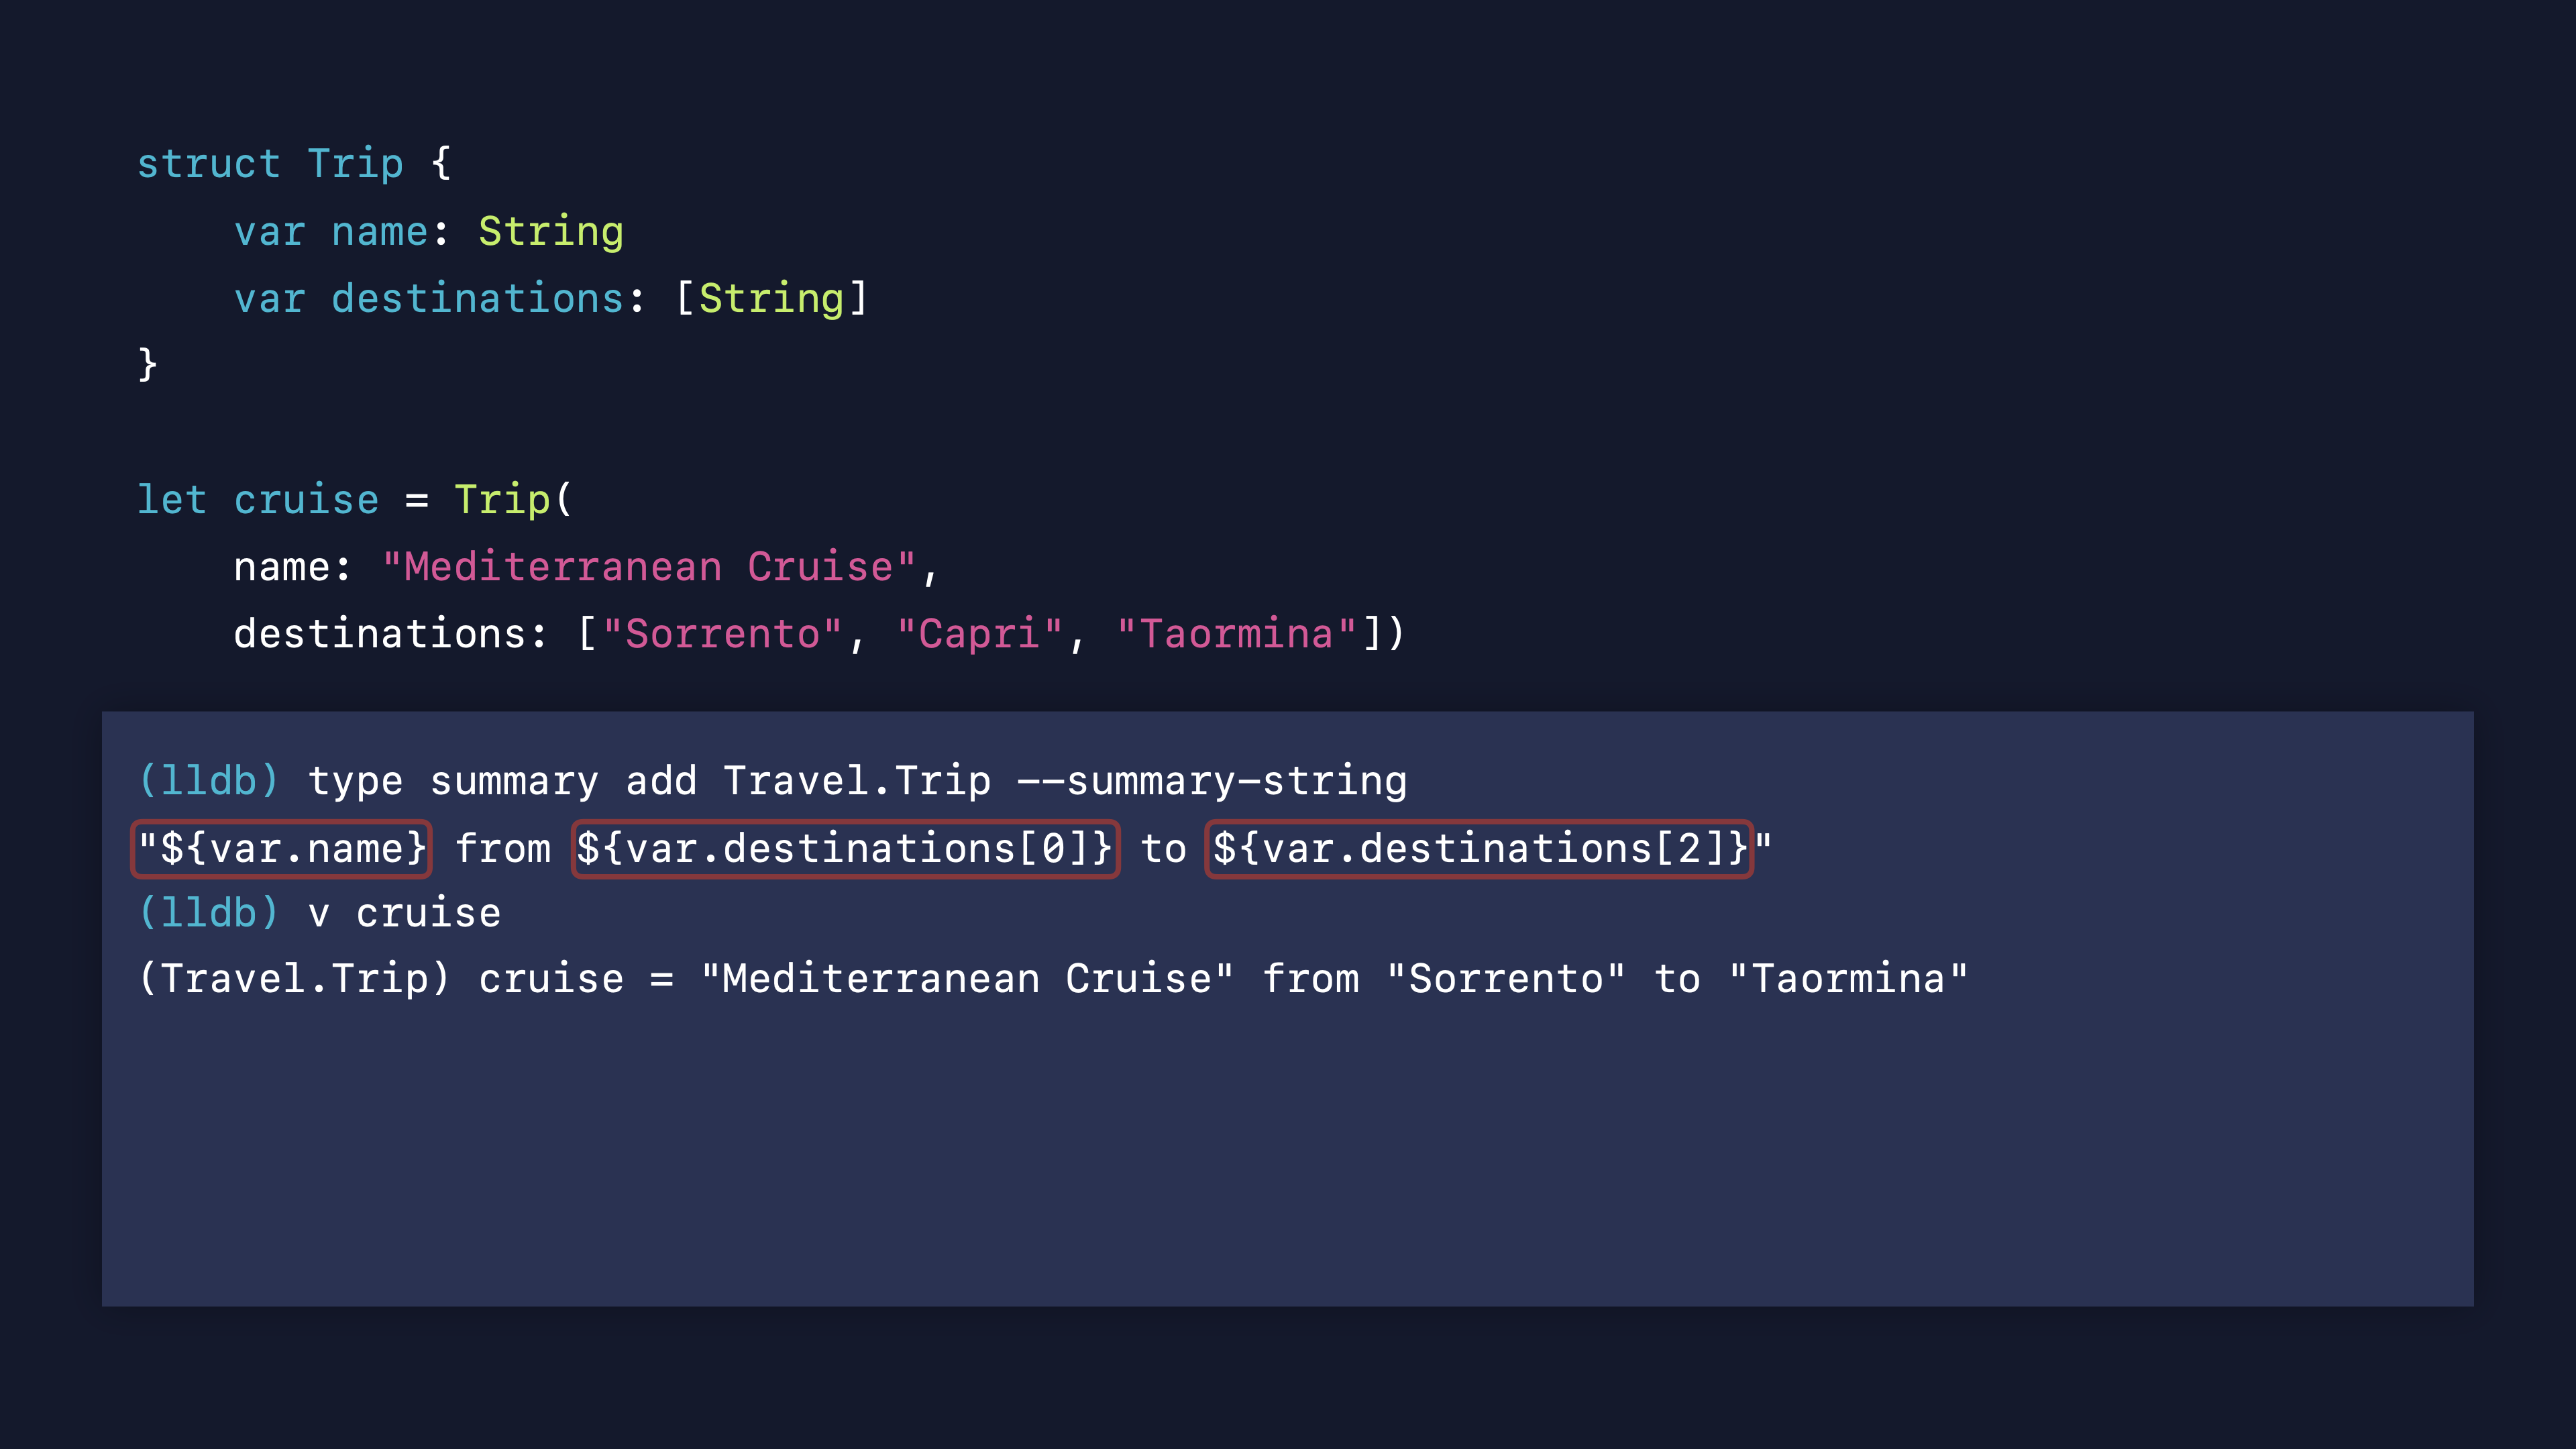 struct Trip {
    var name: String
    var destinations: [String]
}
let cruise = Trip(
    name: "Mediterranean Cruise",
    destinations: ["Sorrento", "Capri", "Taormina"])
(lldb) type summary add Travel.Trip --summary-string
"${var.name} from ${var.destinations[0]} to ${var.destinations[2]}"
(lldb) v cruise
(Travel.Trip) cruise = "Mediterranean Cruise" from "Sorrento" to "Taormina"